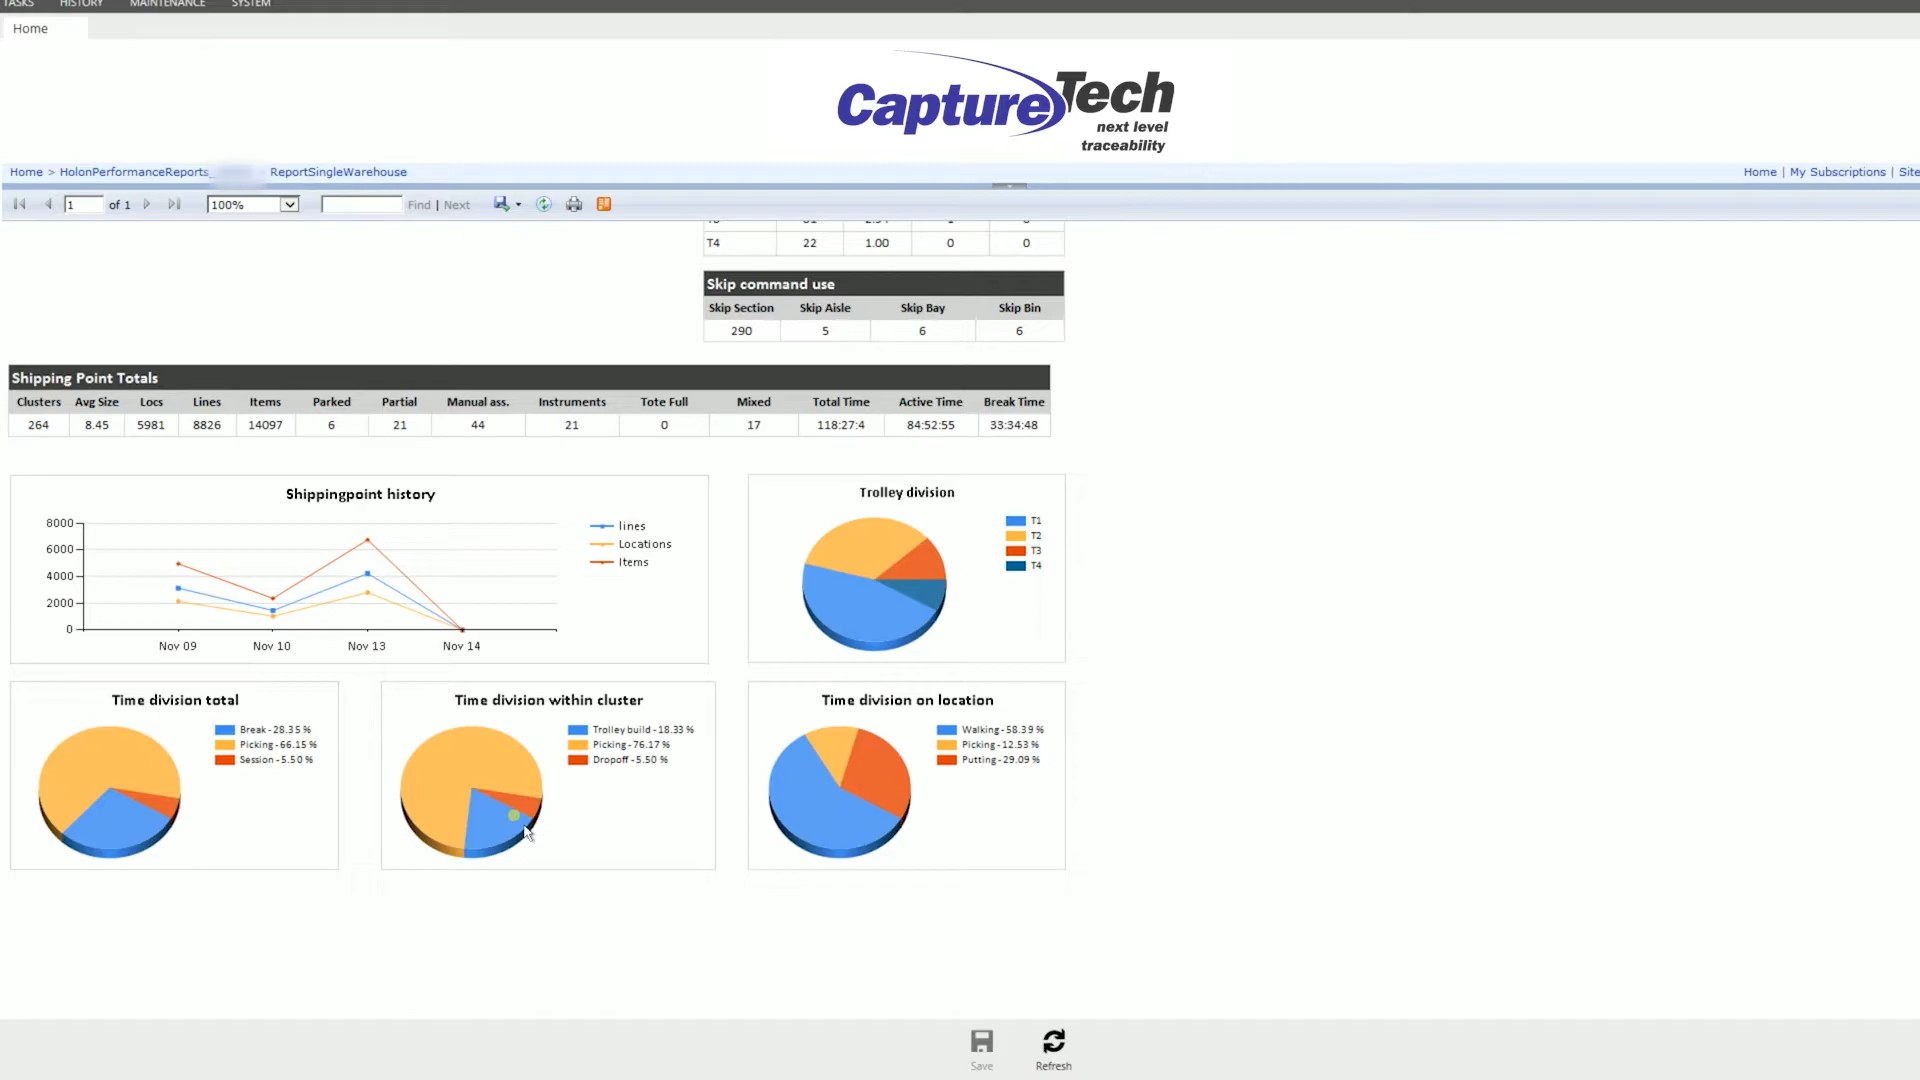 TASKS HISTORY MAINTENANCE SYSTEM
Home
CaptureTech
next level
traceability
Home > HolonPerformanceReports_ ReportSingleWarehouse
Home | My Subscriptions | Site
1 of 1 100% Find | Next
T4 22 1.00 0 0
Skip command use
Skip Section Skip Aisle Skip Bay Skip Bin
290 5 6 6
Shipping Point Totals
Clusters Avg Size Locs Lines Items Parked Partial Manual ass. Instruments Tote Full Mixed Total Time Active Time Break Time
264 8.45 5981 8826 14097 6 21 44 21 0 17 118:27:4 84:52:55 33:34:48
Shippingpoint history
8000
6000
4000
2000
0
Nov 09 Nov 10 Nov 13 Nov 14
lines
Locations
Items
Trolley division
T1
T2
T3
T4
Time division total
Break - 28.35 %
Picking - 66.15 %
Session - 5.50 %
Time division within cluster
Trolley build - 18.33 %
Picking - 76.17 %
Dropoff - 5.50 %
Time division on location
Walking - 58.39 %
Picking - 12.53 %
Putting - 29.09 %
Save Refresh